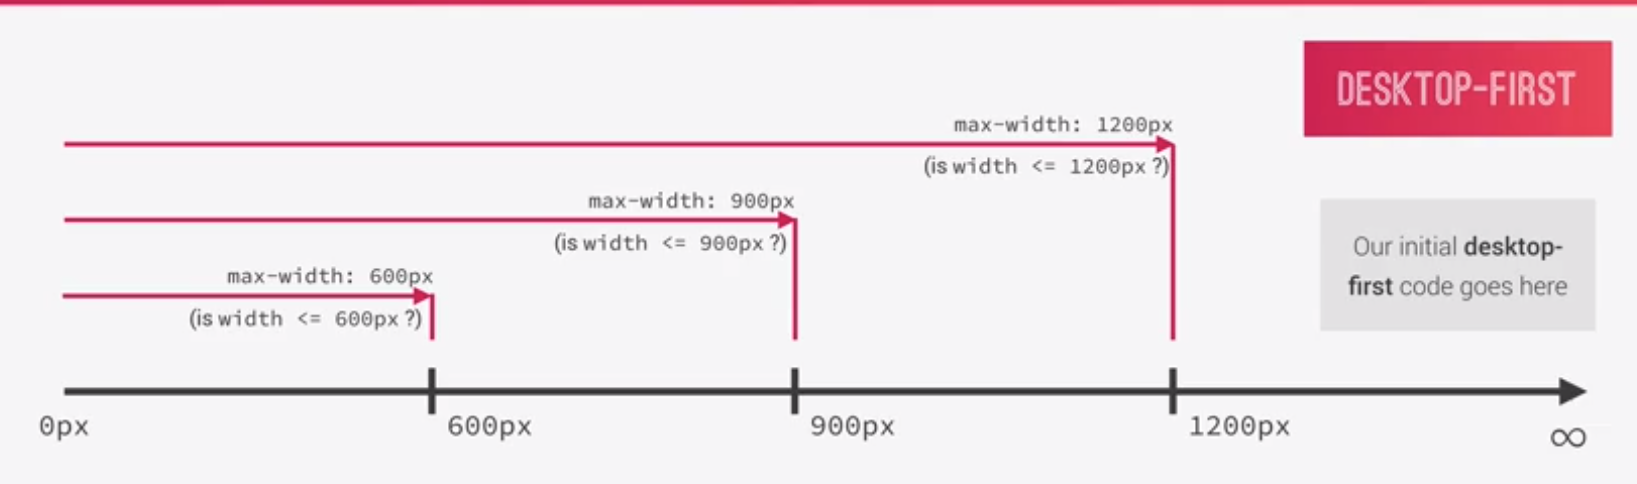 DESKTOP-FIRST
max-width: 1200px
(is width <= 1200px ?)
max-width: 900px
(is width <= 900px ?)
max-width: 600px
(is width <= 600px ?)
Our initial desktop-
first code goes here
0px
600px
900px
1200px
∞